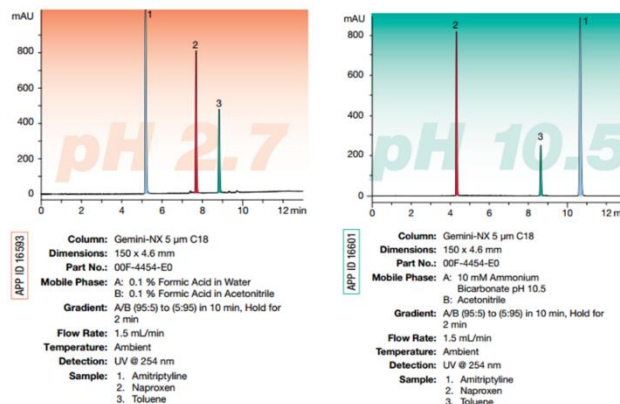 mAU
1
800
2
600
3
400
200
0
pH 2.7
0 2 4 6 8 10 12 min
APP ID 16593
Column: Gemini-NX 5 µm C18
Dimensions: 150 x 4.6 mm
Part No.: 00F-4454-E0
Mobile Phase: A: 0.1 % Formic Acid in Water
B: 0.1 % Formic Acid in Acetonitrile
Gradient: A/B (95:5) to (5:95) in 10 min, Hold for
2 min
Flow Rate: 1.5 mL/min
Temperature: Ambient
Detection: UV @ 254 nm
Sample: 1. Amitriptyline
2. Naproxen
3. Toluene
mAU
2
1
800
600
400
3
200
0
pH 10.5
0 2 4 6 8 10 12 min
APP ID 16601
Column: Gemini-NX 5 µm C18
Dimensions: 150 x 4.6 mm
Part No.: 00F-4454-E0
Mobile Phase: A: 10 mM Ammonium
Bicarbonate pH 10.5
B: Acetonitrile
Gradient: A/B (95:5) to (5:95) in 10 min, Hold for
2 min
Flow Rate: 1.5 mL/min
Temperature: Ambient
Detection: UV @ 254 nm
Sample: 1. Amitriptyline
2. Naproxen
3. Toluene